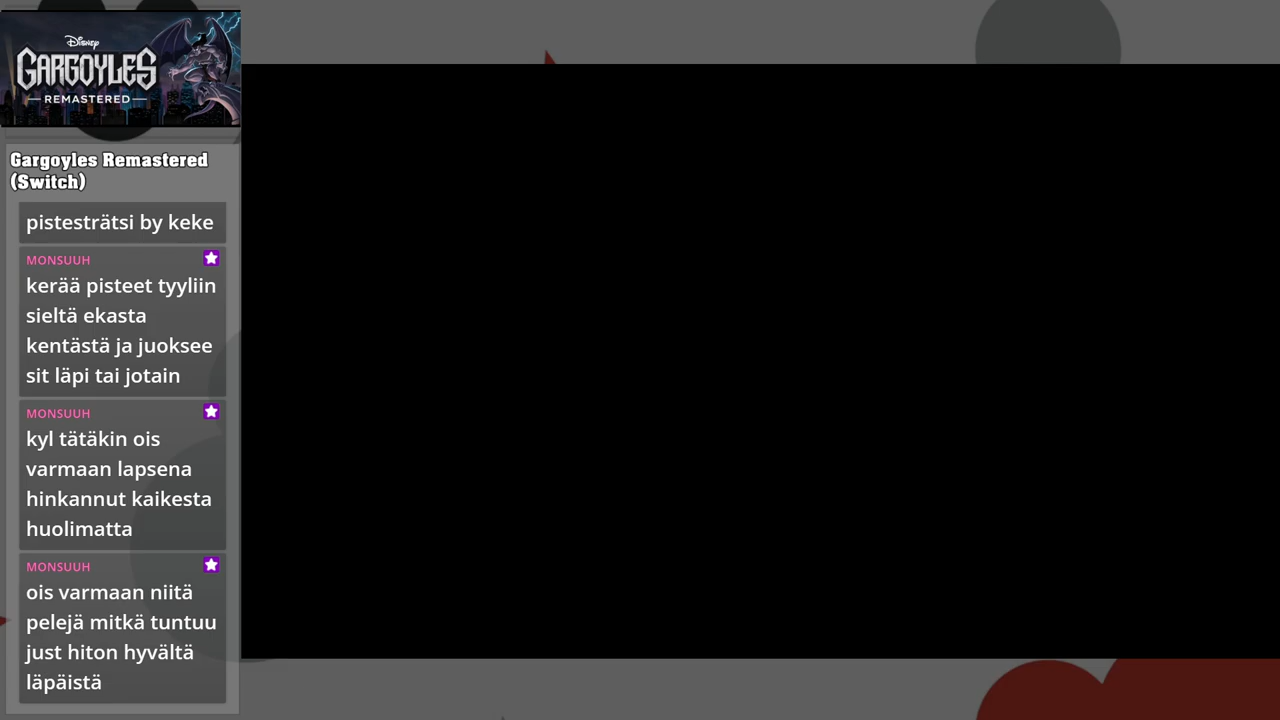 Disney
GARGOYLES
REMASTERED
Gargoyles Remastered
(Switch)
pistesträtsi by keke
MONSUUH
kerää pisteet tyyliin
sieltä ekasta
kentästä ja juoksee
sit läpi tai jotain
MONSUUH
kyl tätäkin ois
varmaan lapsena
hinkannut kaikesta
huolimatta
MONSUUH
ois varmaan niitä
pelejä mitkä tuntuu
just hiton hyvältä
läpäistä